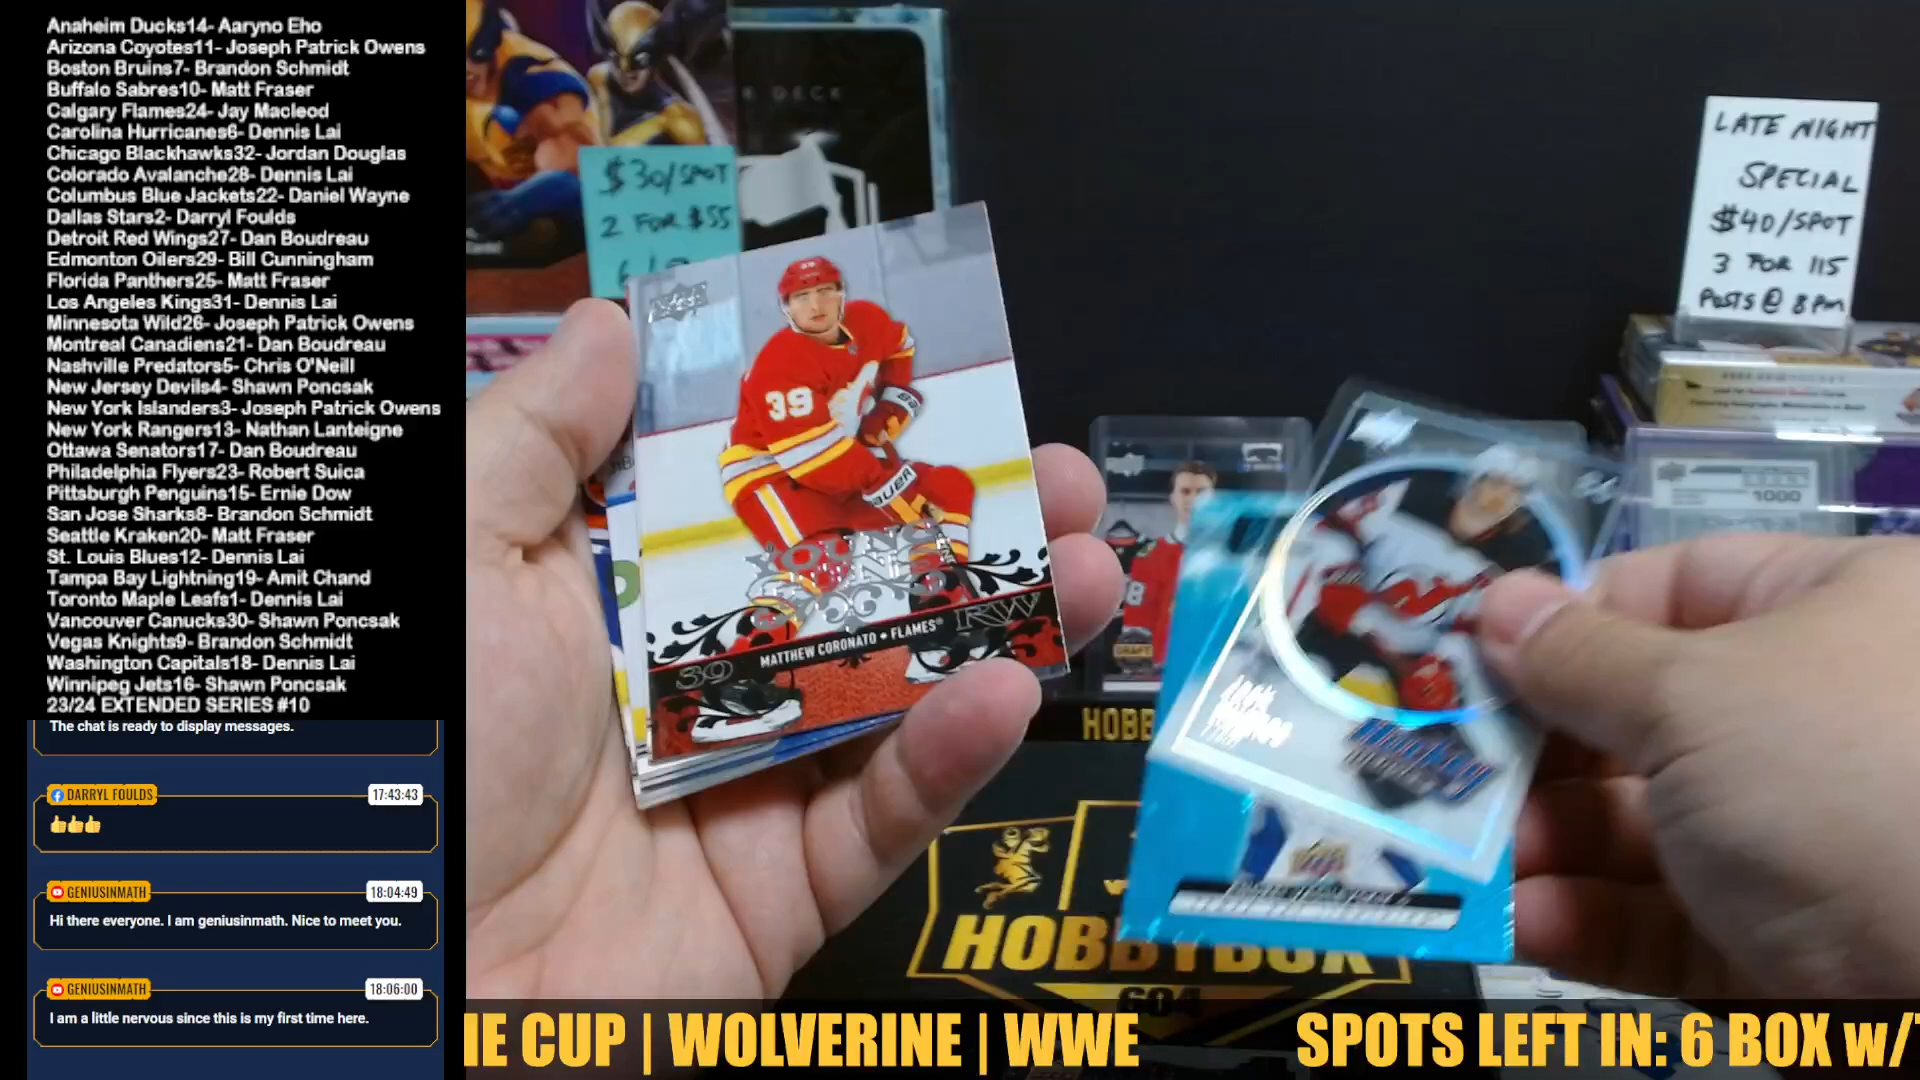 Anaheim Ducks14- Aaryno Eho
Arizona Coyotes11- Joseph Patrick Owens
Boston Bruins7- Brandon Schmidt
Buffalo Sabres10- Matt Fraser
Calgary Flames24- Jay Macleod
Carolina Hurricanes6- Dennis Lai
Chicago Blackhawks32- Jordan Douglas
Colorado Avalanche28- Dennis Lai
Columbus Blue Jackets22- Daniel Wayne
Dallas Stars2- Darryl Foulds
Detroit Red Wings27- Dan Boudreau
Edmonton Oilers29- Bill Cunningham
Florida Panthers25- Matt Fraser
Los Angeles Kings31- Dennis Lai
Minnesota Wild26- Joseph Patrick Owens
Montreal Canadiens21- Dan Boudreau
Nashville Predators5- Chris O'Neill
New Jersey Devils4- Shawn Poncsak
New York Islanders3- Joseph Patrick Owens
New York Rangers13- Nathan Lanteigne
Ottawa Senators17- Dan Boudreau
Philadelphia Flyers23- Robert Suica
Pittsburgh Penguins15- Ernie Dow
San Jose Sharks8- Brandon Schmidt
Seattle Kraken20- Matt Fraser
St. Louis Blues12- Dennis Lai
Tampa Bay Lightning19- Amit Chand
Toronto Maple Leafs1- Dennis Lai
Vancouver Canucks30- Shawn Poncsak
Vegas Knights9- Brandon Schmidt
Washington Capitals18- Dennis Lai
Winnipeg Jets16- Shawn Poncsak
23/24 EXTENDED SERIES #10
The chat is ready to display messages.
DARRYL FOULDS 17:43:43
👍👍👍
GENIUSINMATH 18:04:49
Hi there everyone. I am geniusinmath. Nice to meet you.
GENIUSINMATH 18:06:00
I am a little nervous since this is my first time here.
DECK
$30/SPOT
2 FOR $55
LATE NIGHT
SPECIAL
$40/SPOT
3 FOR 115
POSTS @ 8PM
39
BAUER
YOUNG GUNS
39 MATTHEW CORONATO • FLAMES RW
1000
DRAFT
HOBB
HOBBYBOX
604
IE CUP | WOLVERINE | WWE SPOTS LEFT IN: 6 BOX w/